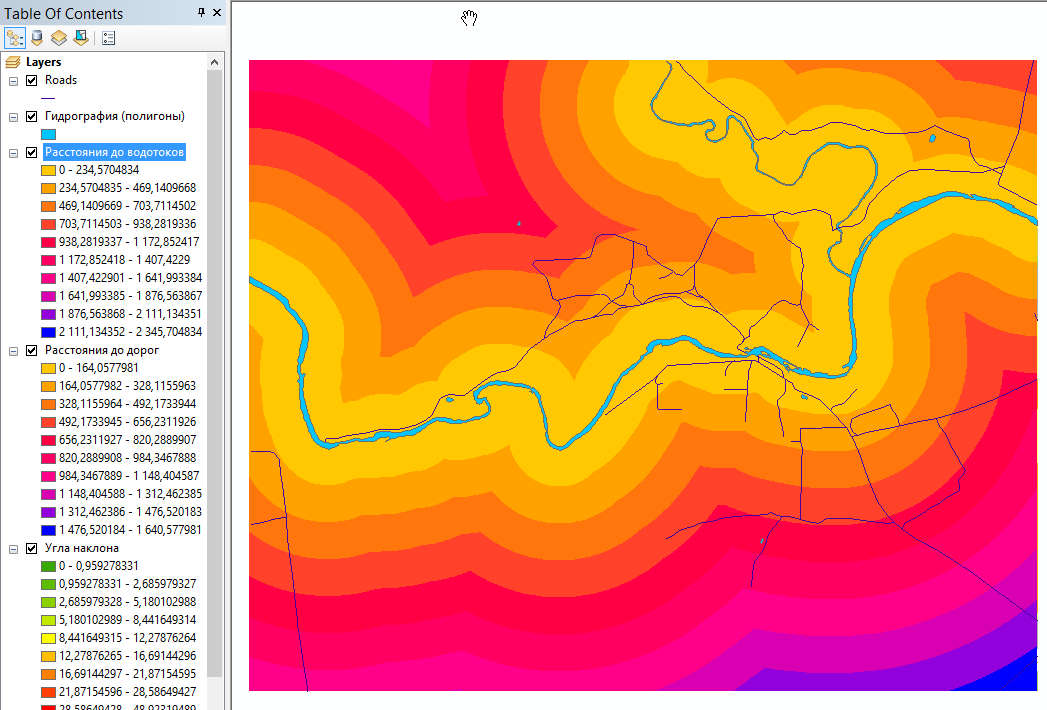 Table Of Contents
Layers
Roads
Гидрография (полигоны)
Расстояния до водотоков
0 - 234,5704834
234,5704835 - 469,1409668
469,1409669 - 703,7114502
703,7114503 - 938,2819336
938,2819337 - 1 172,852417
1 172,852418 - 1 407,4229
1 407,422901 - 1 641,993384
1 641,993385 - 1 876,563867
1 876,563868 - 2 111,134351
2 111,134352 - 2 345,704834
Расстояния до дорог
0 - 164,0577981
164,0577982 - 328,1155963
328,1155964 - 492,1733944
492,1733945 - 656,2311926
656,2311927 - 820,2889907
820,2889908 - 984,3467888
984,3467889 - 1 148,404587
1 148,404588 - 1 312,462385
1 312,462386 - 1 476,520183
1 476,520184 - 1 640,577981
Угла наклона
0 - 0,959278331
0,959278331 - 2,685979327
2,685979328 - 5,180102988
5,180102989 - 8,441649314
8,441649315 - 12,27876264
12,27876265 - 16,69144296
16,69144297 - 21,87154595
21,87154596 - 28,58649427
28,58649428 - 48,92319489